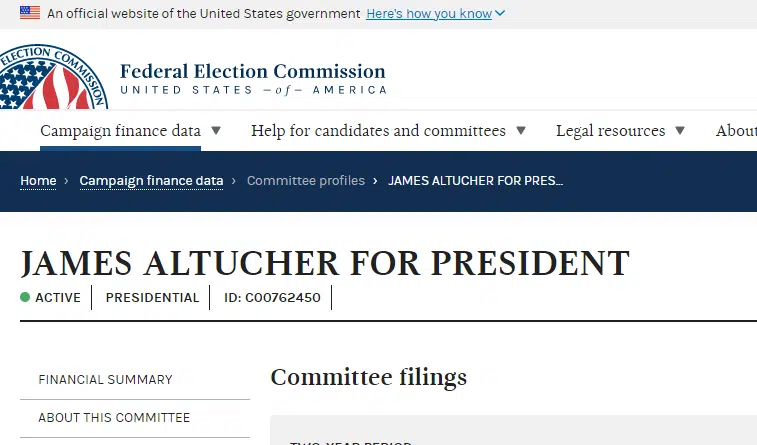 An official website of the United States government Here's how you know
ELECTION COMMISSION
Federal Election Commission
UNITED STATES —of— AMERICA
Campaign finance data Help for candidates and committees Legal resources About
Home › Campaign finance data › Committee profiles › JAMES ALTUCHER FOR PRES...
JAMES ALTUCHER FOR PRESIDENT
ACTIVE PRESIDENTIAL ID: C00762450
FINANCIAL SUMMARY
ABOUT THIS COMMITTEE
Committee filings
TWO-YEAR PERIOD